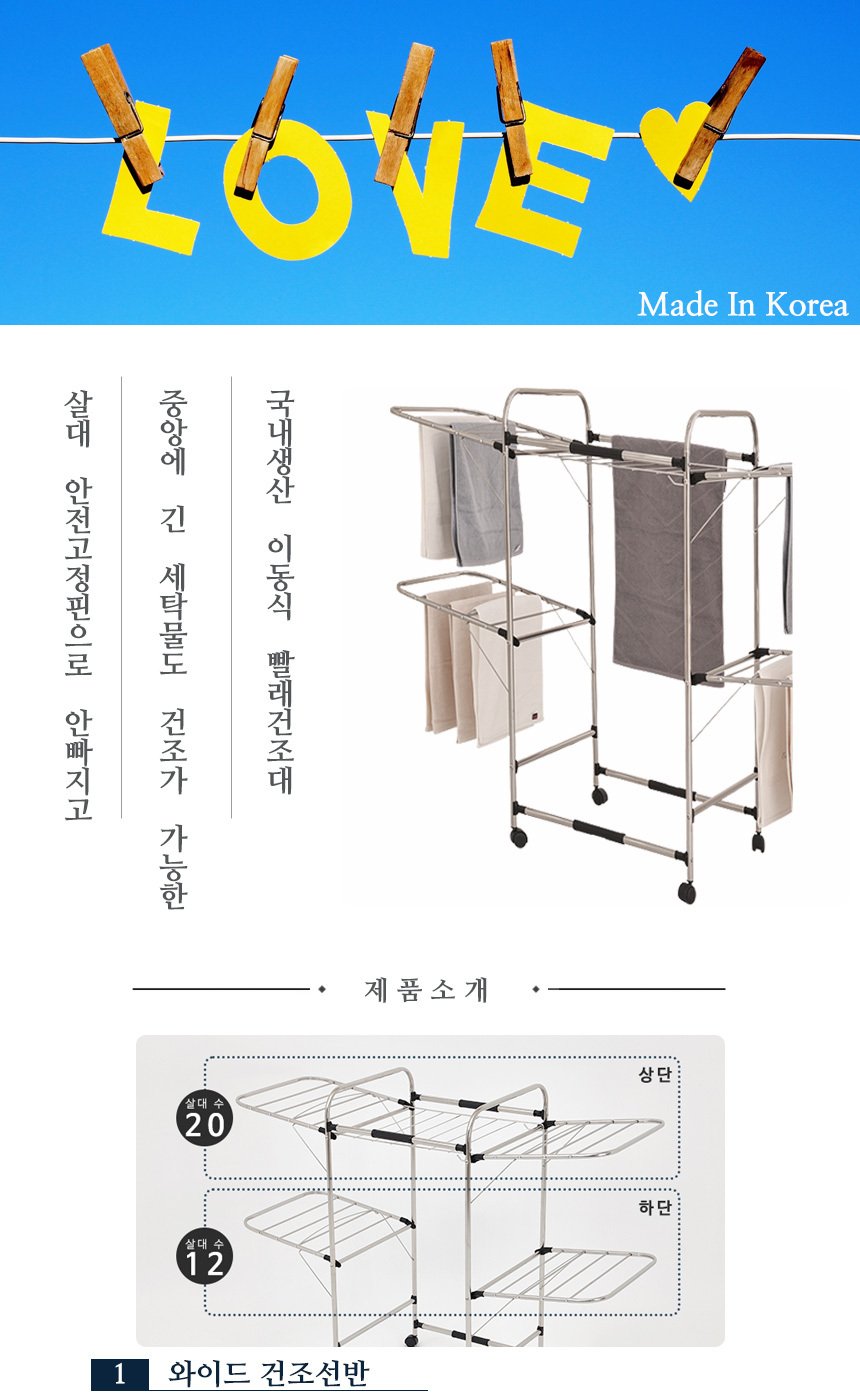 LOVE
Made In Korea
국내생산 이동식 빨래건조대
중앙에 긴 세탁물도 건조가 가능한
살대 안전고정핀으로 안빠지고
제품소개
상단
살대 수
20
하단
살대 수
12
1 와이드 건조선반